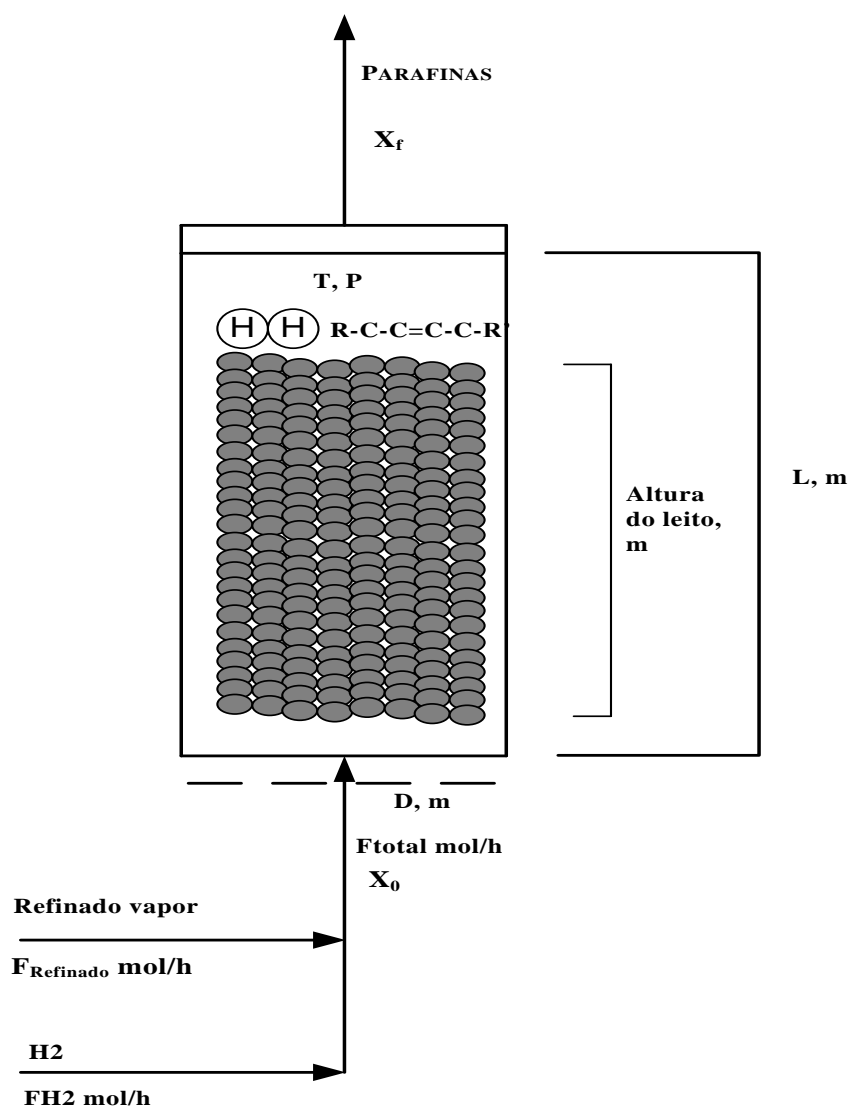 PARAFINAS
Xf
T, P
H H R-C-C=C-C-R'
Altura
do leito,
m
L, m
D, m
Ftotal mol/h
X0
Refinado vapor
FRefinado mol/h
H2
FH2 mol/h